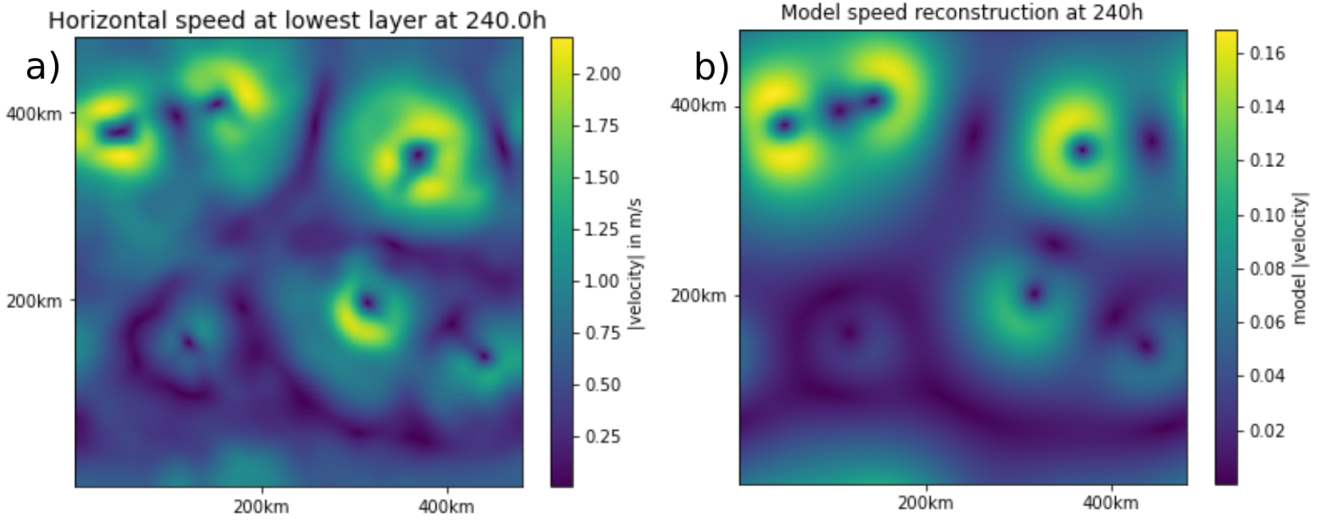 Horizontal speed at lowest layer at 240.0h
a)
400km
200km
200km
400km
2.00
1.75
1.50
1.25
1.00
0.75
0.50
0.25
|velocity| in m/s
Model speed reconstruction at 240h
b)
400km
200km
200km
400km
0.16
0.14
0.12
0.10
0.08
0.06
0.04
0.02
model |velocity|